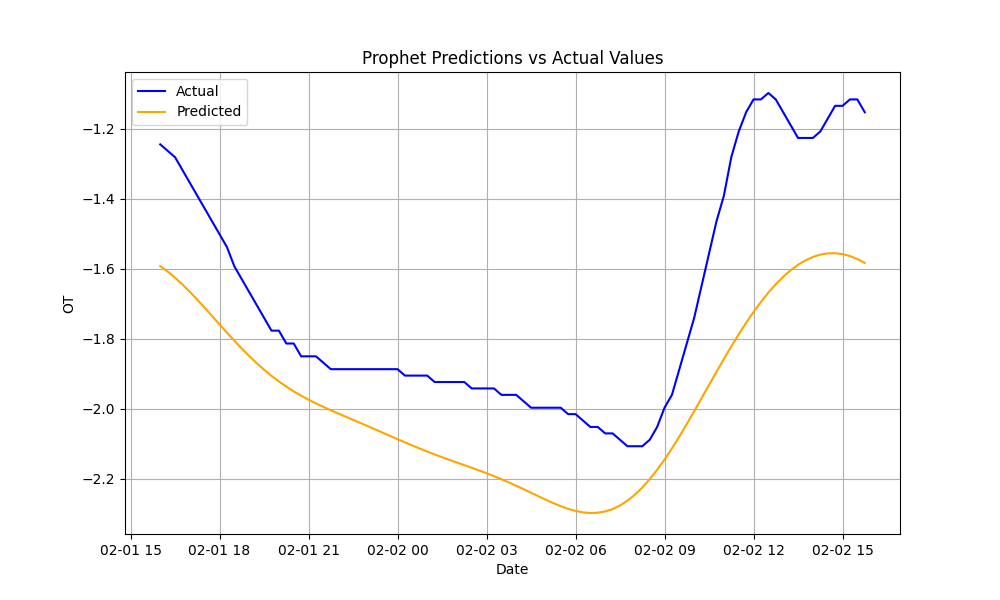 Prophet Predictions vs Actual Values
Actual
Predicted
−1.2
−1.4
−1.6
−1.8
−2.0
−2.2
OT
02-01 15 02-01 18 02-01 21 02-02 00 02-02 03 02-02 06 02-02 09 02-02 12 02-02 15
Date